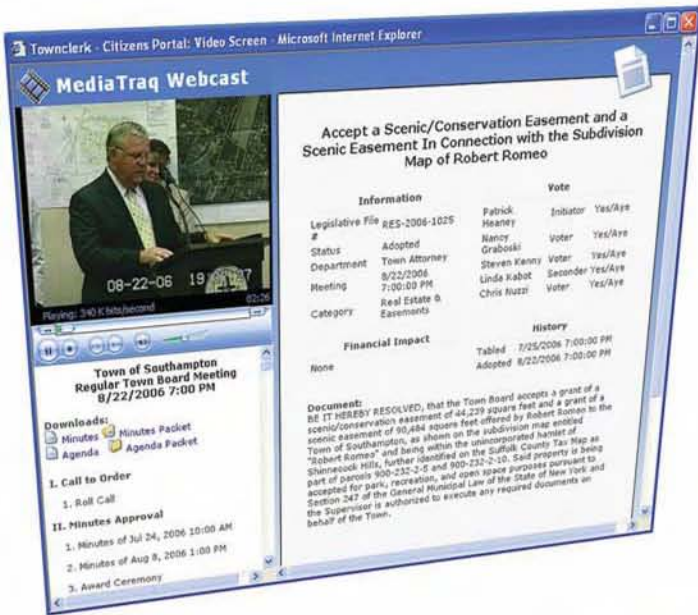 Townclerk - Citizens Portal: Video Screen - Microsoft Internet Explorer
MediaTraq Webcast
08-22-06 19
Playing: 340 K bits/second 02:26
Town of Southampton
Regular Town Board Meeting
8/22/2006 7:00 PM
Downloads:
Minutes Minutes Packet
Agenda Agenda Packet
I. Call to Order
1. Roll Call
II. Minutes Approval
1. Minutes of Jul 24, 2006 10:00 AM
2. Minutes of Aug 8, 2006 1:00 PM
3. Award Ceremony
Accept a Scenic/Conservation Easement and a
Scenic Easement In Connection with the Subdivision
Map of Robert Romeo
Information
Legislative File RES-2006-1025
#
Status Adopted
Department Town Attorney
Meeting 8/22/2006
7:00:00 PM
Category Real Estate &
Easements
Vote
Patrick Initiator Yes/Aye
Heaney
Nancy Voter Yes/Aye
Graboski
Steven Kenny Voter Yes/Aye
Linda Kabot Seconder Yes/Aye
Chris Nuzzi Voter Yes/Aye
Financial Impact
None
History
Tabled 7/25/2006 7:00:00 PM
Adopted 8/22/2006 7:00:00 PM
Document:
BE IT HEREBY RESOLVED, that the Town Board accepts a grant of a
scenic/conservation easement of 44,239 square feet and a grant of a
scenic easement of 90,484 square feet offered by Robert Romeo to the
Town of Southampton, as shown on the subdivision map entitled
"Robert Romeo" and being within the unincorporated hamlet of
Shinnecock Hills, further identified on the Suffolk County Tax Map as
part of parcels 900-232-2-5 and 900-232-2-10. Said property is being
accepted for park, recreation, and open space purposes pursuant to
Section 247 of the General Municipal Law of the State of New York and
the Supervisor is authorized to execute any required documents on
behalf of the Town.